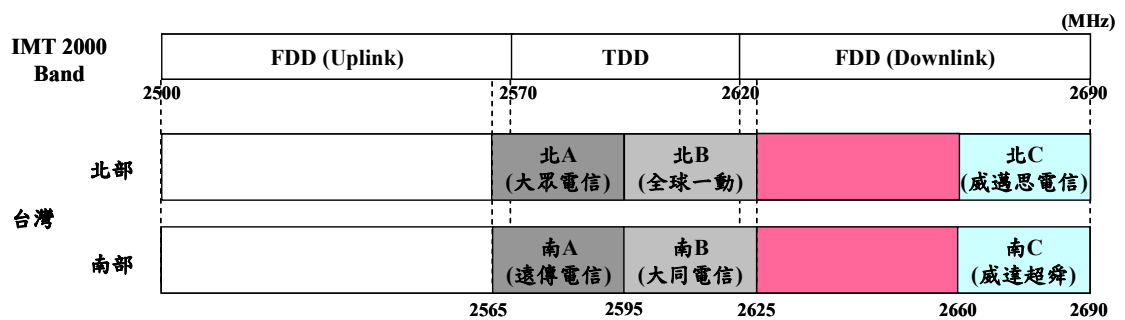 (MHz)
IMT 2000
Band
FDD (Uplink)
TDD
FDD (Downlink)
2500
2570
2620
2690
台灣
北部
北A
(大眾電信)
北B
(全球一動)
北C
(威邁思電信)
南部
南A
(遠傳電信)
南B
(大同電信)
南C
(威達超舜)
2565
2595
2625
2660
2690